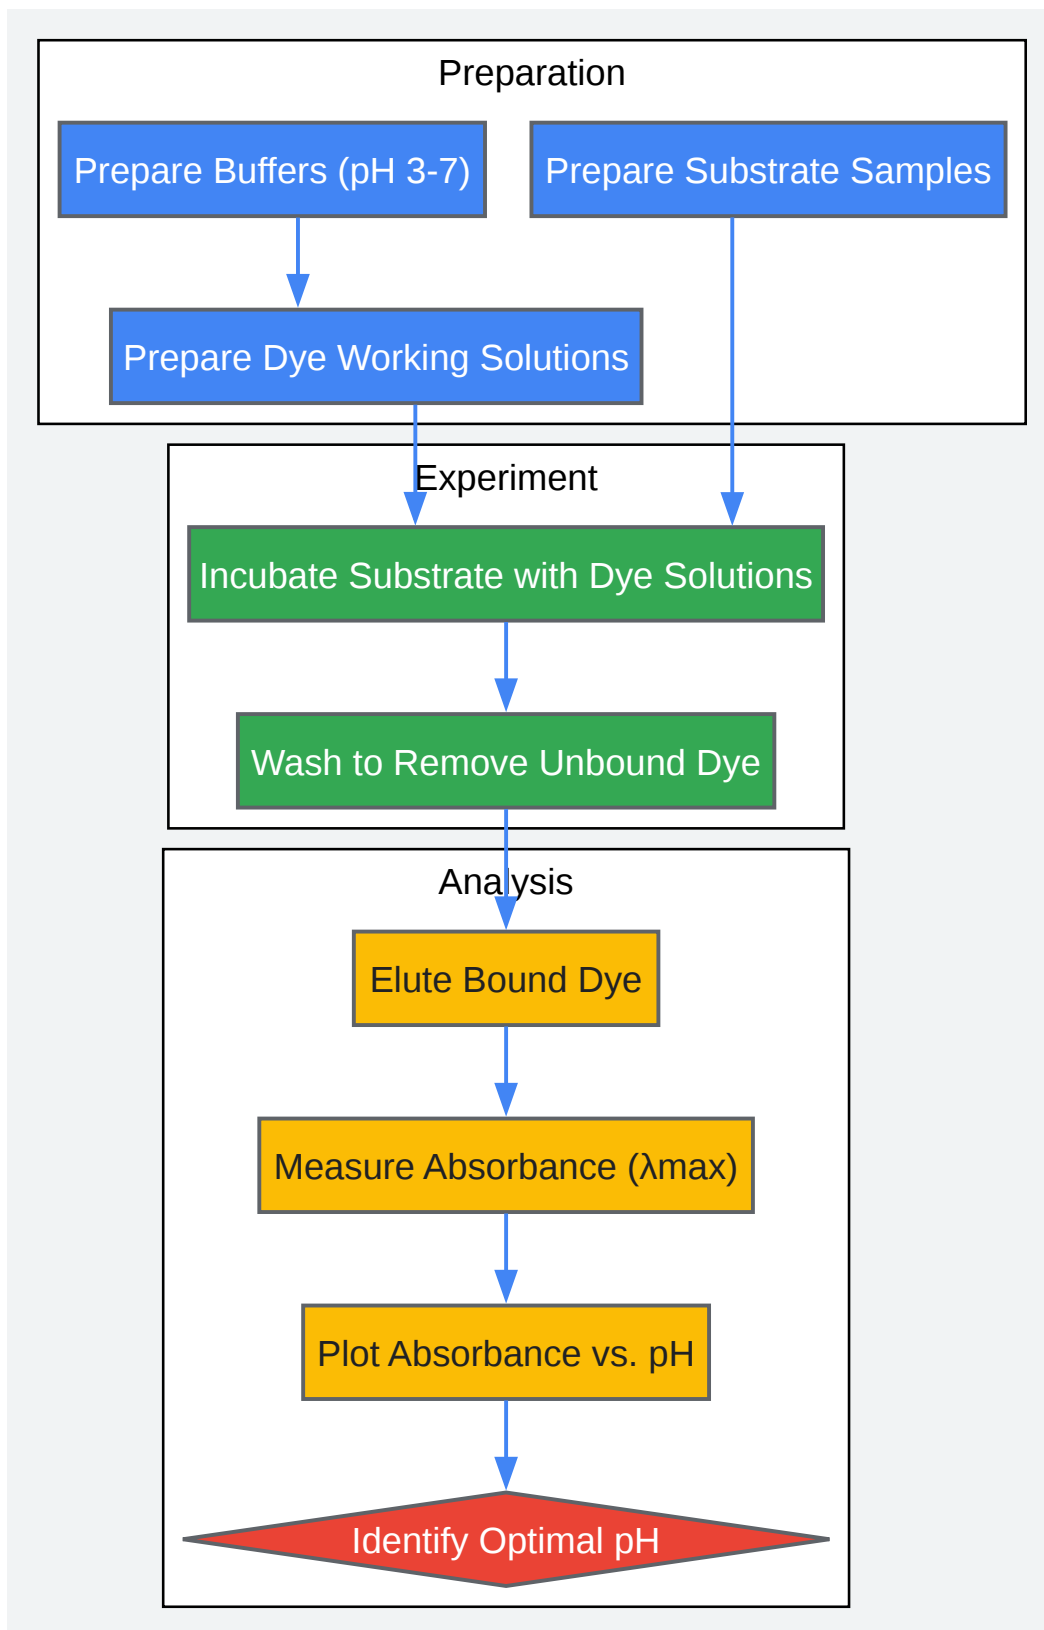 Preparation
Prepare Buffers (pH 3-7)
Prepare Substrate Samples
Prepare Dye Working Solutions
Experiment
Incubate Substrate with Dye Solutions
Wash to Remove Unbound Dye
Analysis
Elute Bound Dye
Measure Absorbance (λmax)
Plot Absorbance vs. pH
Identify Optimal pH